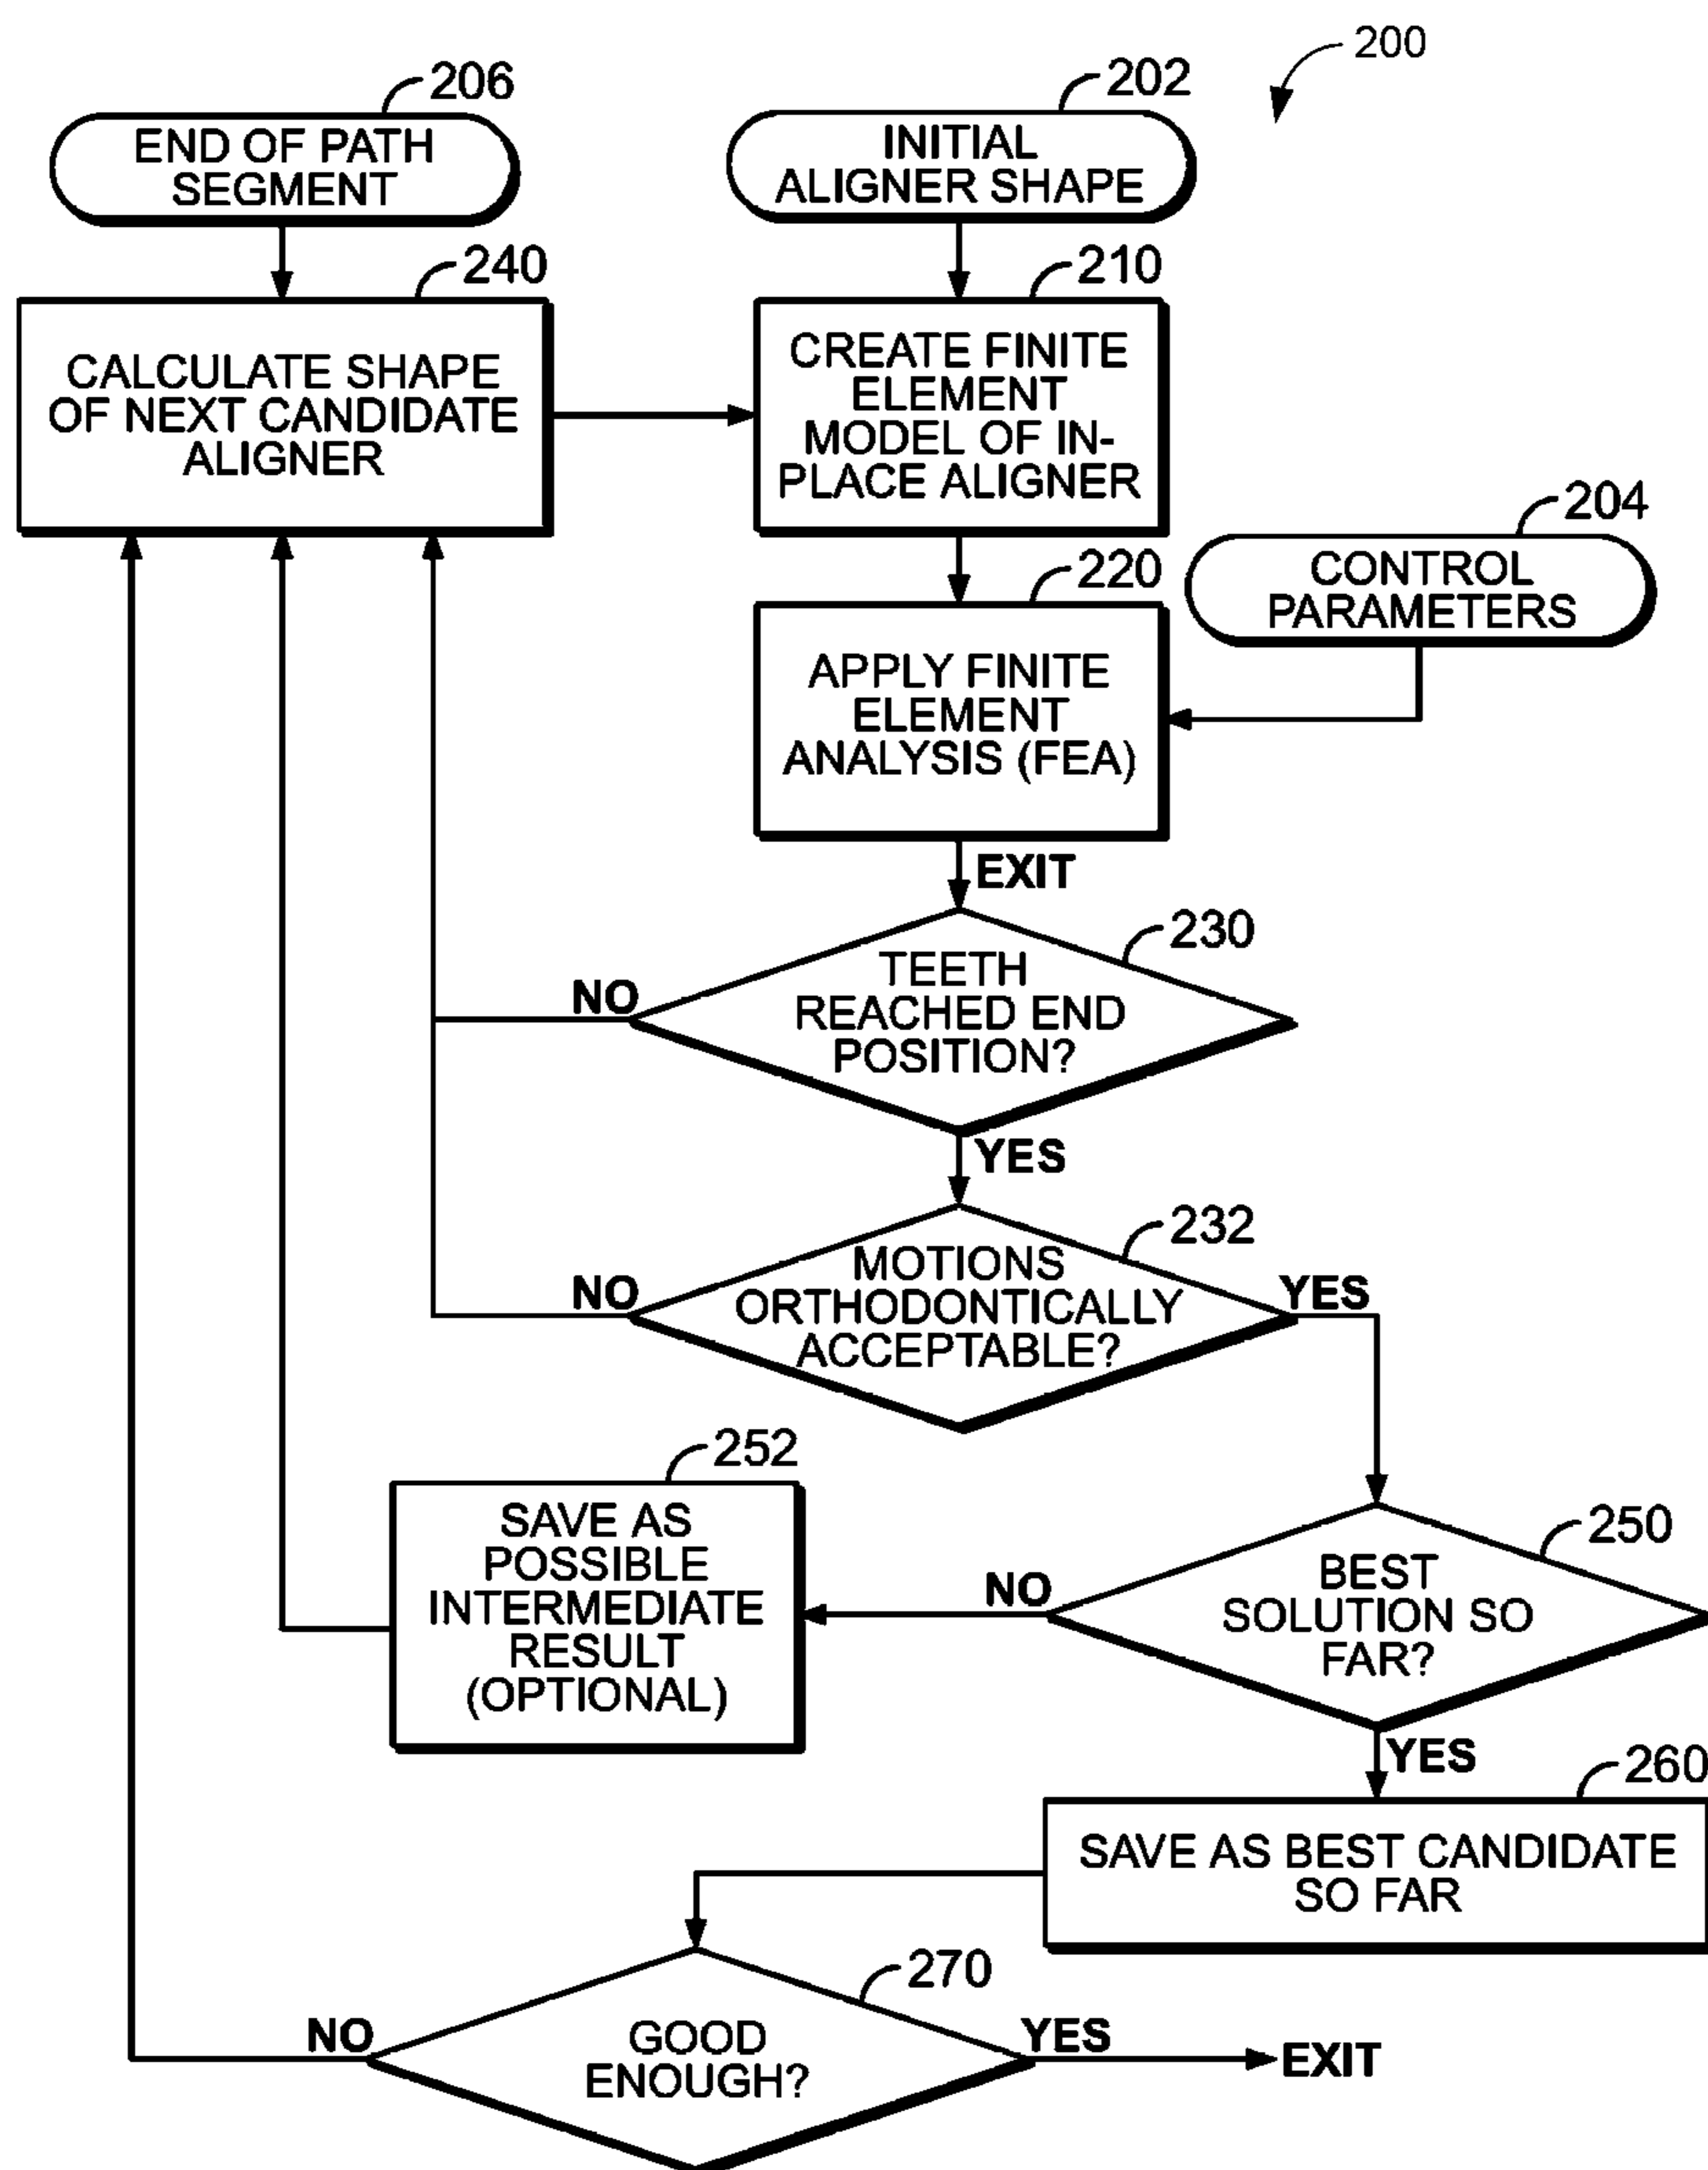 200
206
END OF PATH
SEGMENT
202
INITIAL
ALIGNER SHAPE
240
CALCULATE SHAPE
OF NEXT CANDIDATE
ALIGNER
210
CREATE FINITE
ELEMENT
MODEL OF IN-
PLACE ALIGNER
204
CONTROL
PARAMETERS
220
APPLY FINITE
ELEMENT
ANALYSIS (FEA)
EXIT
230
TEETH
REACHED END
POSITION?
NO
YES
232
MOTIONS
ORTHODONTICALLY
ACCEPTABLE?
NO
YES
252
SAVE AS
POSSIBLE
INTERMEDIATE
RESULT
(OPTIONAL)
250
BEST
SOLUTION SO
FAR?
NO
YES
260
SAVE AS BEST CANDIDATE
SO FAR
270
GOOD
ENOUGH?
NO
YES
EXIT